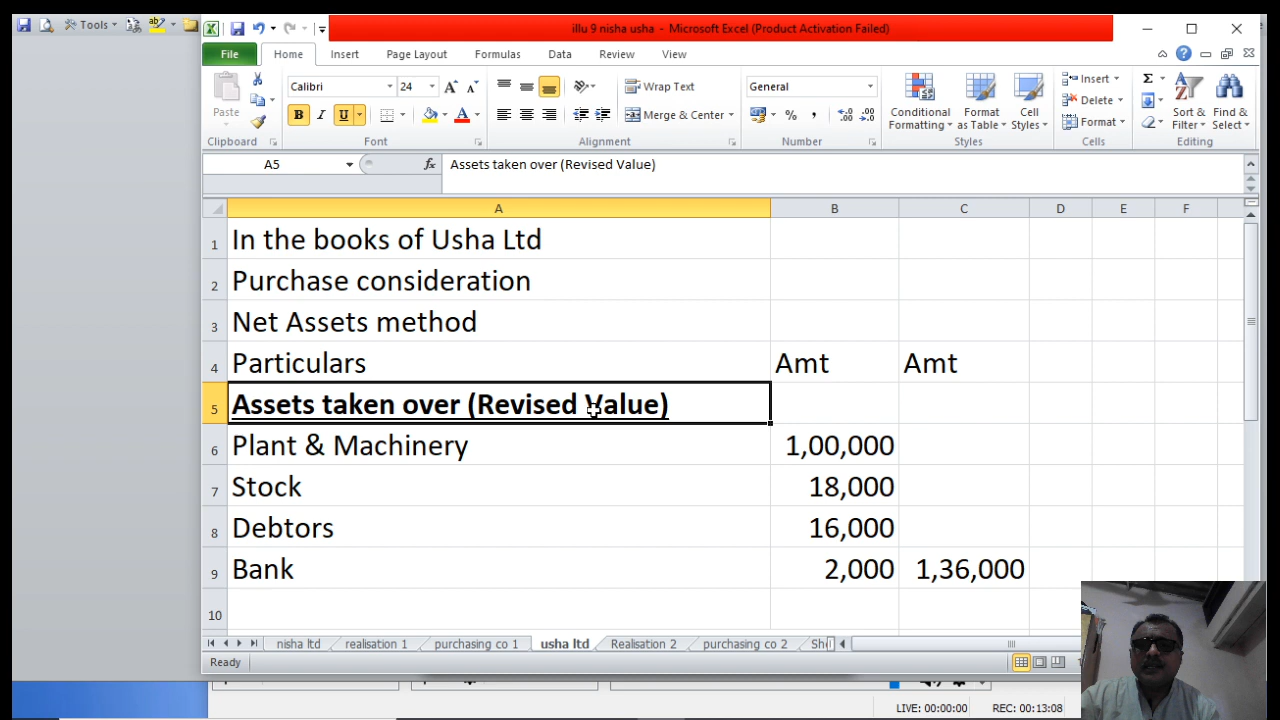 Tools
illu 9 nisha usha - Microsoft Excel (Product Activation Failed)
File Home Insert Page Layout Formulas Data Review View
Paste
Calibri 24
B I U
Wrap Text
Merge & Center
General
Conditional Formatting
Format as Table
Cell Styles
Insert
Delete
Format
Sort & Filter
Find & Select
Clipboard Font Alignment Number Styles Cells Editing
A5 fx Assets taken over (Revised Value)
A B C D E F
1 In the books of Usha Ltd
2 Purchase consideration
3 Net Assets method
4 Particulars Amt Amt
5 Assets taken over (Revised Value)
6 Plant & Machinery 1,00,000
7 Stock 18,000
8 Debtors 16,000
9 Bank 2,000 1,36,000
10
nisha ltd realisation 1 purchasing co 1 usha ltd Realisation 2 purchasing co 2
Ready
LIVE: 00:00:00 REC: 00:13:08